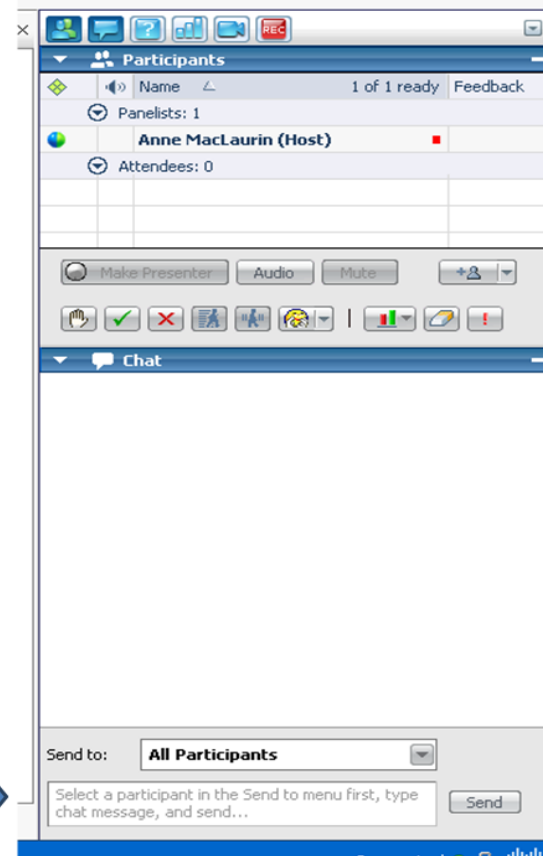 REC
Participants
Name 1 of 1 ready Feedback
Panelists: 1
Anne MacLaurin (Host)
Attendees: 0
Make Presenter Audio Mute
Chat
Send to: All Participants
Select a participant in the Send to menu first, type
chat message, and send...
Send